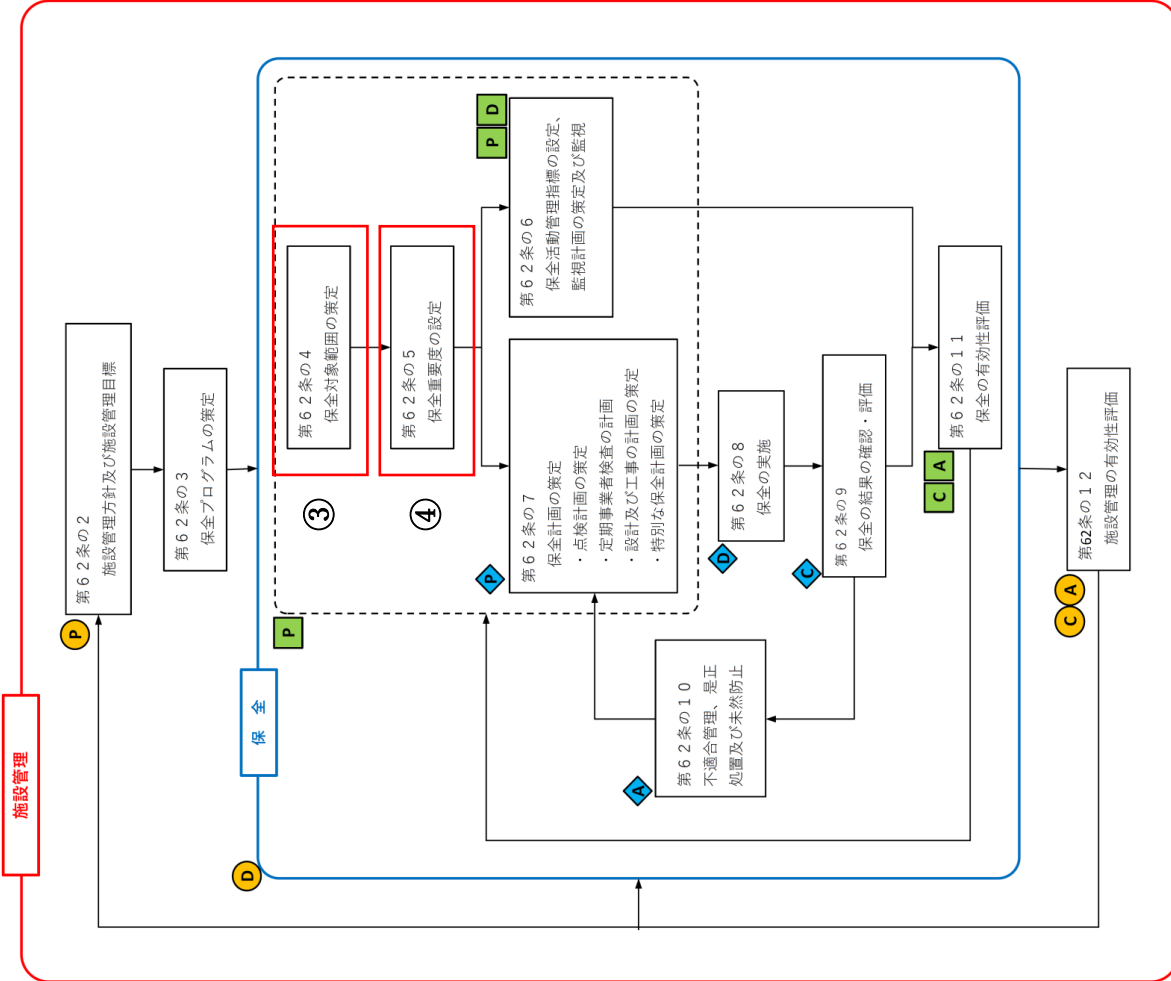 施設管理
第６２条の２
施設管理方針及び施設管理目標
P
第６２条の３
保全プログラムの策定
D
保 全
P
③
第６２条の４
保全対象範囲の策定
④
第６２条の５
保全重要度の設定
P D
第６２条の６
保全活動管理指標の設定、
監視計画の策定及び監視
P
第６２条の７
保全計画の策定
・点検計画の策定
・定期事業者検査の計画
・設計及び工事の計画の策定
・特別な保全計画の策定
D
第６２条の８
保全の実施
C
第６２条の９
保全の結果の確認・評価
A
第６２条の１０
不適合管理、是正
処置及び未然防止
C A
第６２条の１１
保全の有効性評価
C A
第62条の１２
施設管理の有効性評価